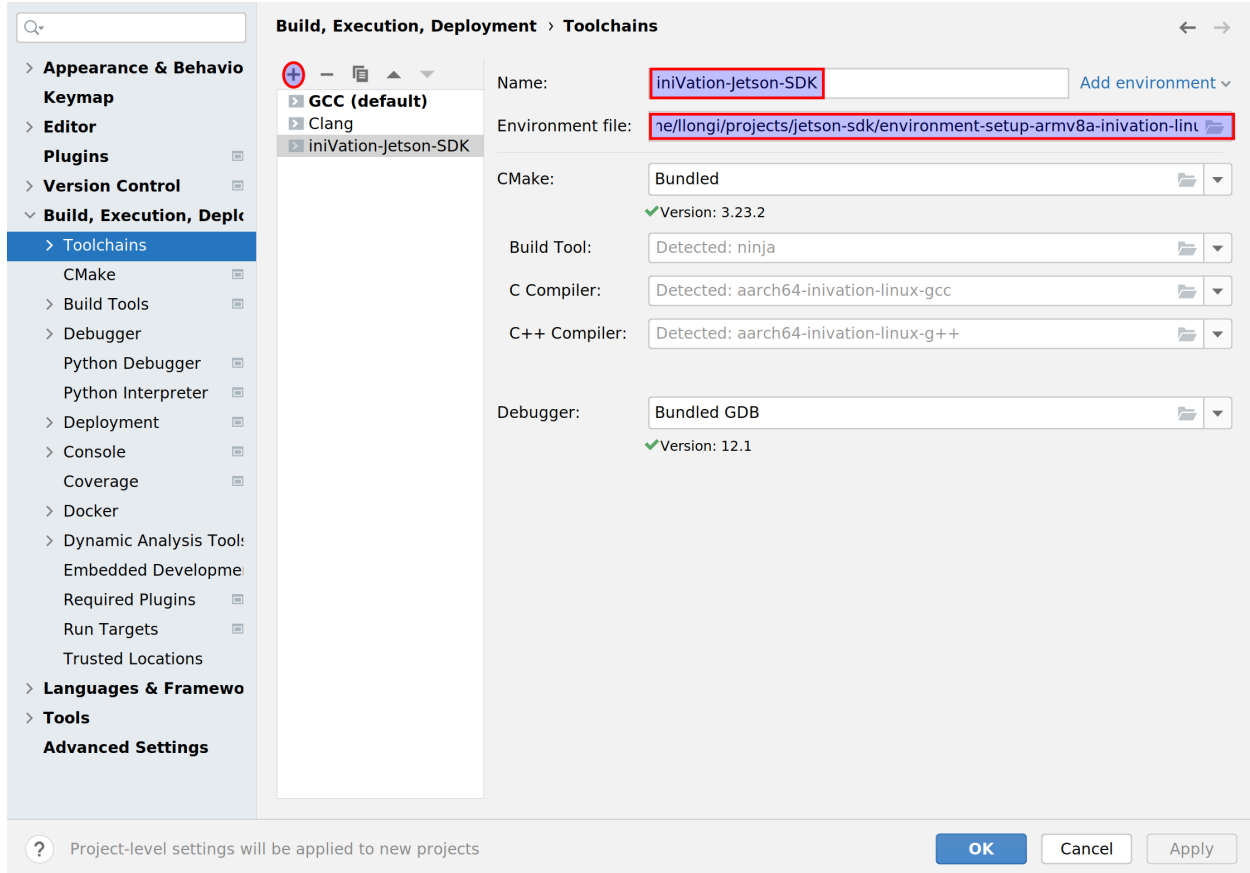 Build, Execution, Deployment › Toolchains
Appearance & Behavio
Keymap
Editor
Plugins
Version Control
Build, Execution, Deplo
Toolchains
CMake
Build Tools
Debugger
Python Debugger
Python Interpreter
Deployment
Console
Coverage
Docker
Dynamic Analysis Tools
Embedded Developme
Required Plugins
Run Targets
Trusted Locations
Languages & Framewo
Tools
Advanced Settings
GCC (default)
Clang
iniVation-Jetson-SDK
Name: iniVation-Jetson-SDK Add environment
Environment file: ne/llongi/projects/jetson-sdk/environment-setup-armv8a-inivation-linu
CMake: Bundled
Version: 3.23.2
Build Tool: Detected: ninja
C Compiler: Detected: aarch64-inivation-linux-gcc
C++ Compiler: Detected: aarch64-inivation-linux-g++
Debugger: Bundled GDB
Version: 12.1
? Project-level settings will be applied to new projects
OK Cancel Apply